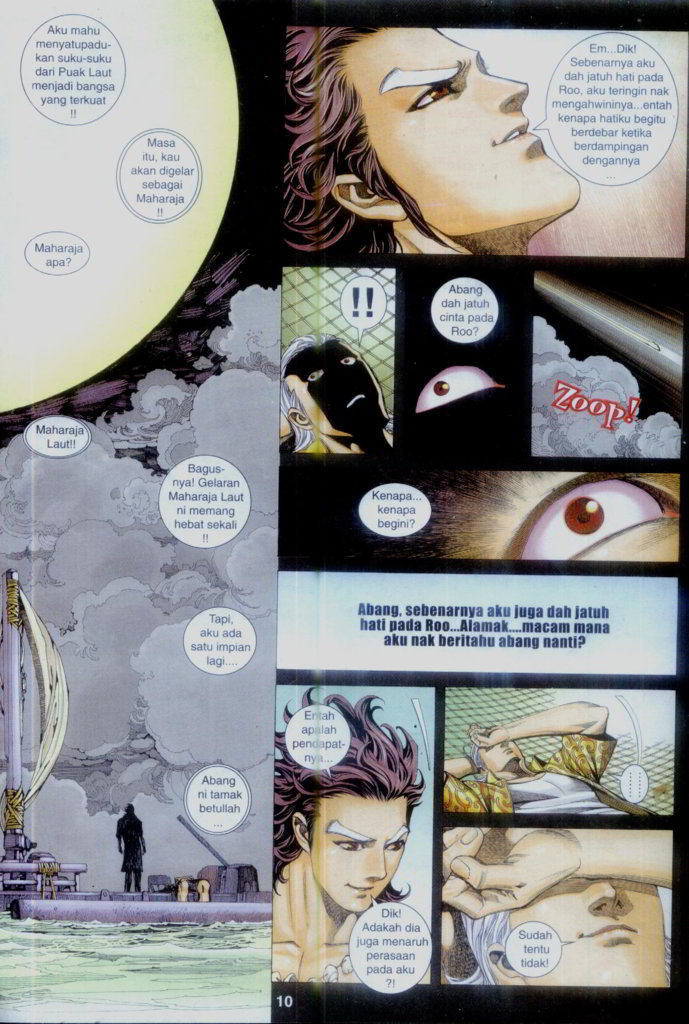 Aku mahu
menyatupadu-
kan suku-suku
dari Puak Laut
menjadi bangsa
yang terkuat
!!
Masa
itu, kau
akan digelar
sebagai
Maharaja
!!
Maharaja
apa?
Maharaja
Laut!!
Bagus-
nya! Gelaran
Maharaja Laut
ni memang
hebat sekali
!!
Tapi,
aku ada
satu impian
lagi....
Abang
ni tamak
betullah
...
Em...Dik!
Sebenarnya aku
dah jatuh hati pada
Roo, aku teringin nak
mengahwininya...entah
kenapa hatiku begitu
berdebar ketika
berdampingan
dengannya
...
!!
Abang
dah jatuh
cinta pada
Roo?
Zoop!
Kenapa...
kenapa
begini?
Abang, sebenarnya aku juga dah jatuh
hati pada Roo...Alamak....macam mana
aku nak beritahu abang nanti?
Entah
apalah
pendapat-
nya...
Dik!
Adakah dia
juga menaruh
perasaan
pada aku
?!
......
Sudah
tentu
tidak!
10